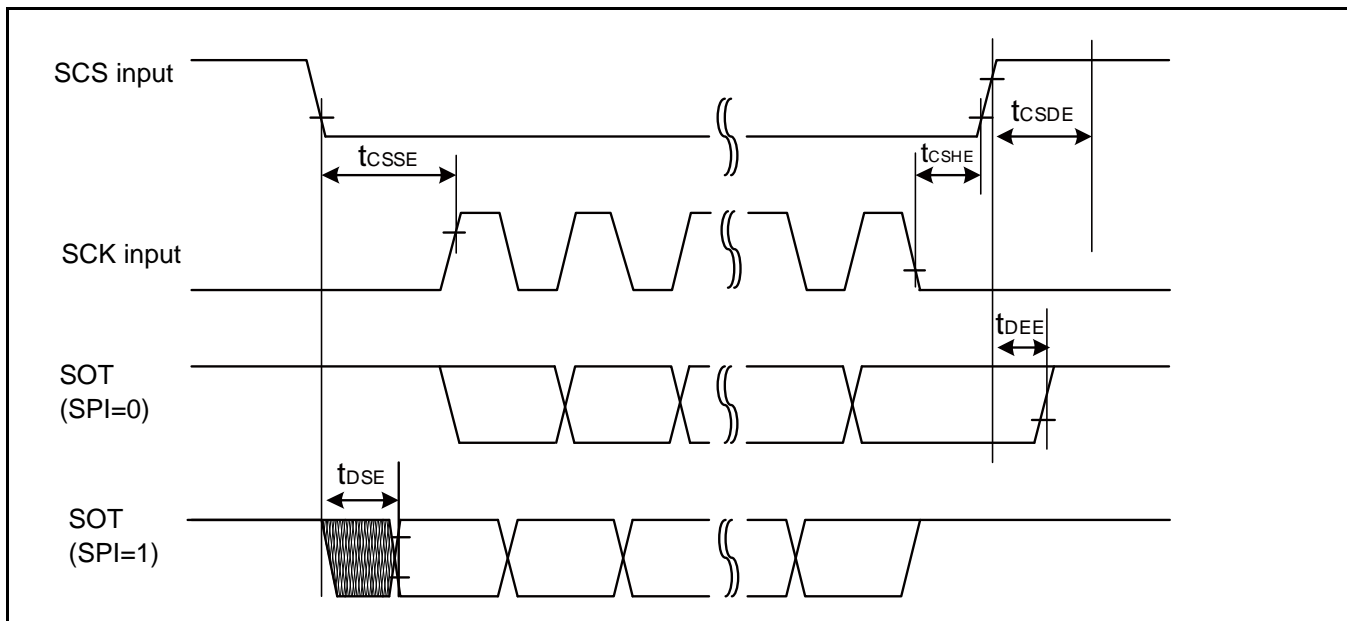 SCS input
tCSDE
tCSSE
tCSHE
SCK input
tDEE
SOT
(SPI=0)
tDSE
SOT
(SPI=1)